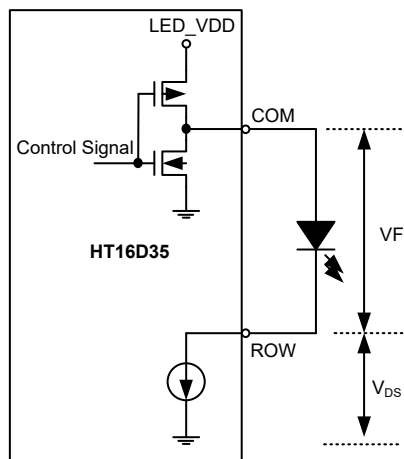 LED_VDD
COM
Control Signal
VF
HT16D35
ROW
VDS